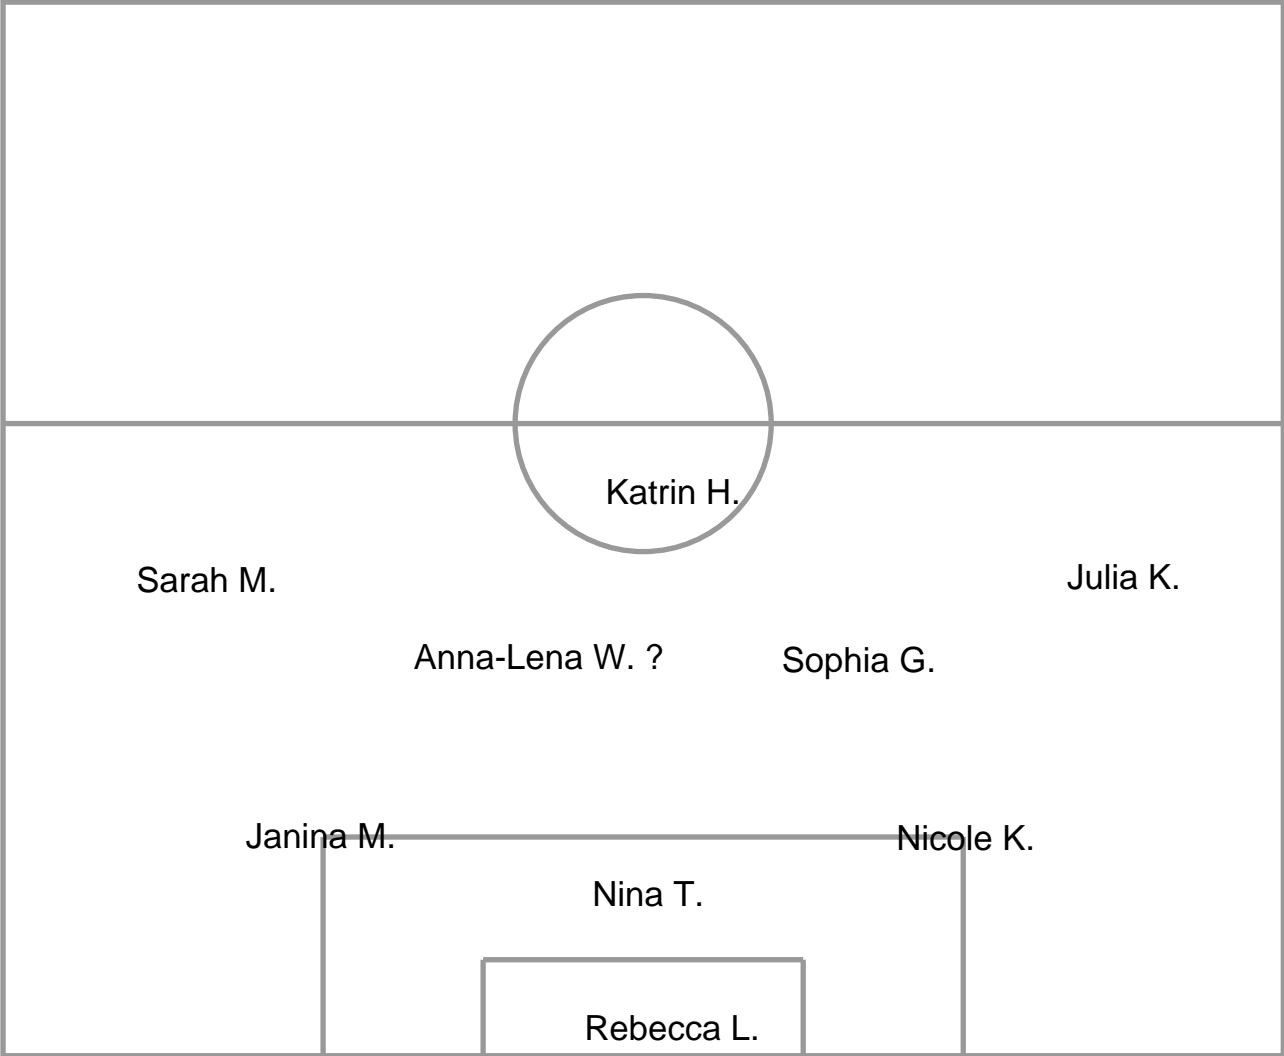 Katrin H.
Sarah M.
Julia K.
Anna-Lena W. ?
Sophia G.
Janina M.
Nicole K.
Nina T.
Rebecca L.